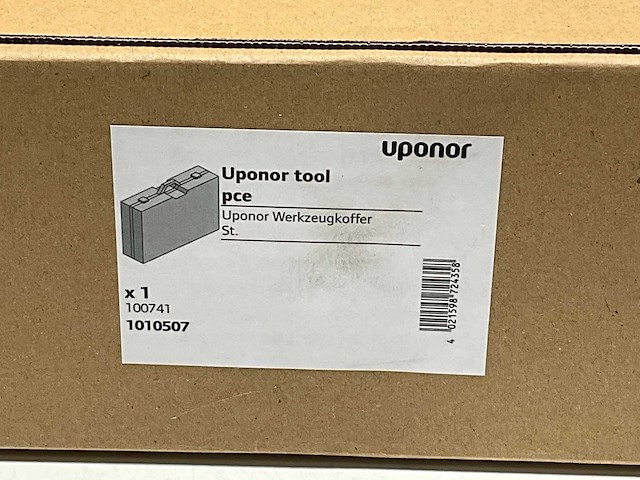 uponor
Uponor tool
pce
Uponor Werkzeugkoffer
St.
x 1
100741
1010507
4 021598 724358